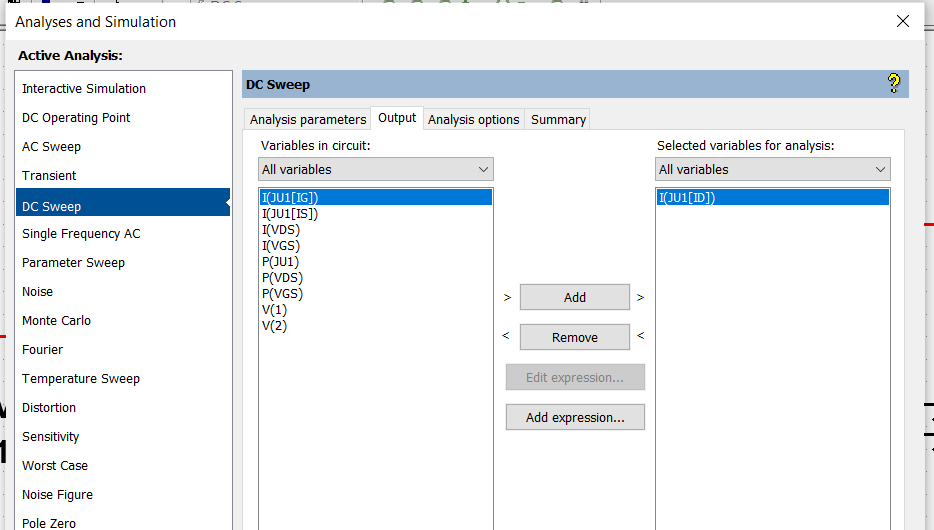 Analyses and Simulation
Active Analysis:
Interactive Simulation
DC Operating Point
AC Sweep
Transient
DC Sweep
Single Frequency AC
Parameter Sweep
Noise
Monte Carlo
Fourier
Temperature Sweep
Distortion
Sensitivity
Worst Case
Noise Figure
Pole Zero
DC Sweep
?
Analysis parameters
Output
Analysis options
Summary
Variables in circuit:
All variables
I(JU1[IG])
I(JU1[IS])
I(VDS)
I(VGS)
P(JU1)
P(VDS)
P(VGS)
V(1)
V(2)
> Add >
< Remove <
Edit expression...
Add expression...
Selected variables for analysis:
All variables
I(JU1[ID])